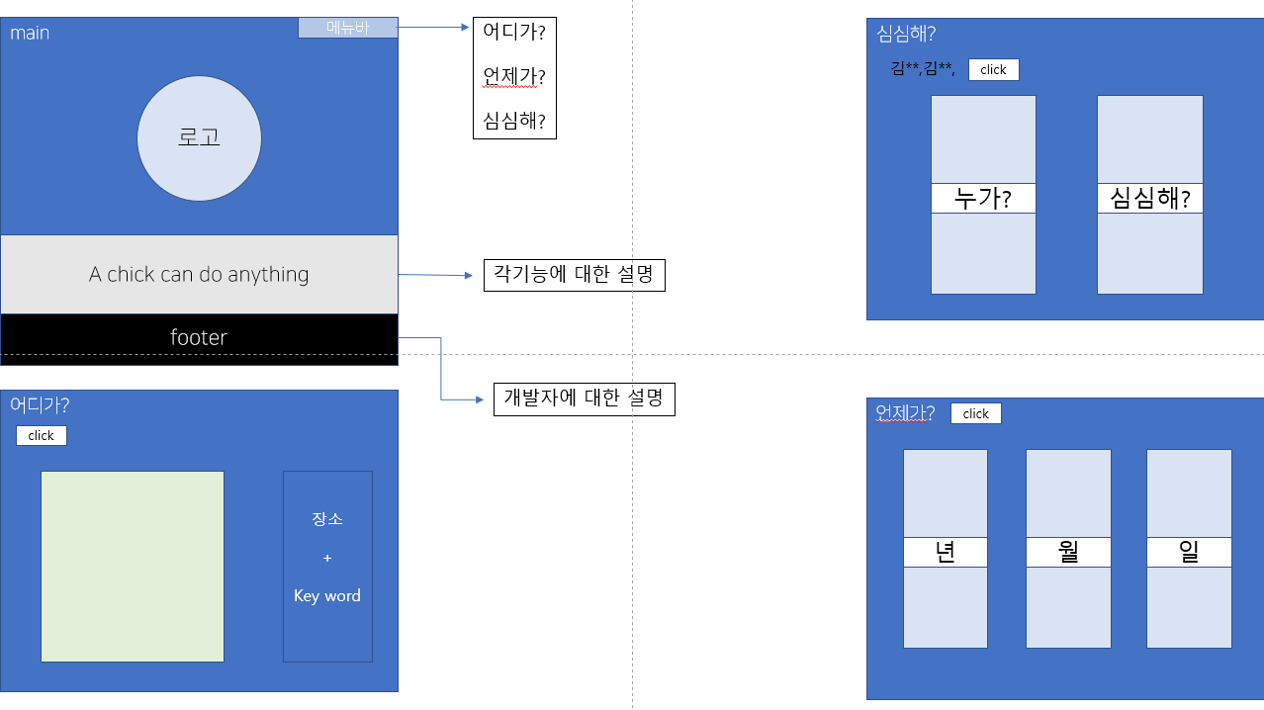 main
메뉴바
로고
A chick can do anything
footer
어디가?
언제가?
심심해?
각기능에 대한 설명
개발자에 대한 설명
심심해?
김**,김**,
click
누가?
심심해?
어디가?
click
장소
+
Key word
언제가?
click
년
월
일